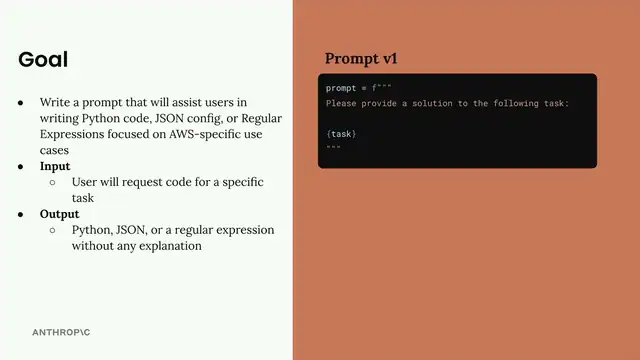 Goal
● Write a prompt that will assist users in
writing Python code, JSON config, or Regular
Expressions focused on AWS-specific use
cases
● Input
○ User will request code for a specific
task
● Output
○ Python, JSON, or a regular expression
without any explanation
ANTHROP\C
Prompt v1
prompt = f"""
Please provide a solution to the following task:
{task}
"""